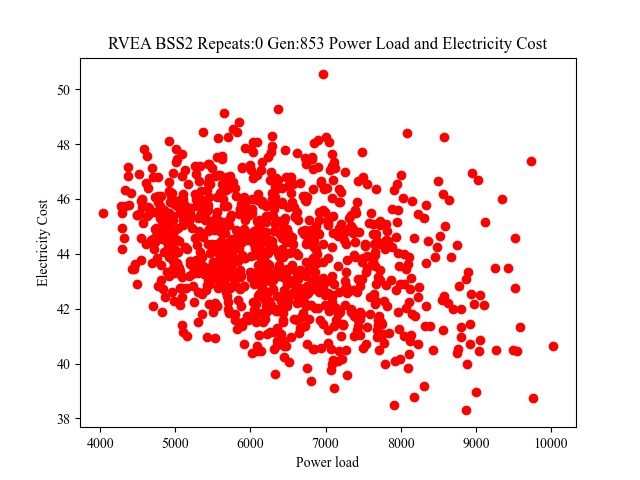 RVEA BSS2 Repeats:0 Gen:853 Power Load and Electricity Cost
Electricity Cost
50
48
46
44
42
40
38
4000 5000 6000 7000 8000 9000 10000
Power load